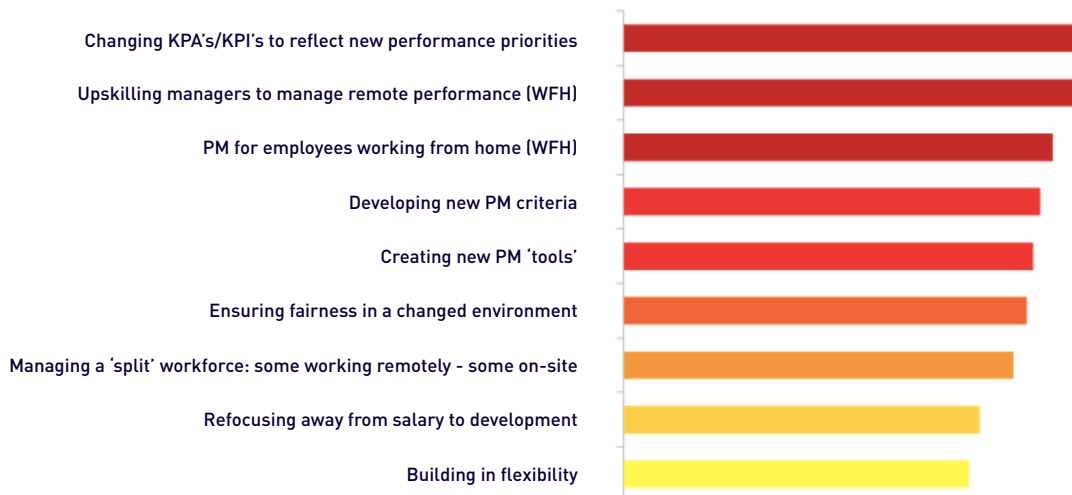 Changing KPA's/KPI's to reflect new performance priorities
Upskilling managers to manage remote performance (WFH)
PM for employees working from home (WFH)
Developing new PM criteria
Creating new PM ‘tools’
Ensuring fairness in a changed environment
Managing a ‘split’ workforce: some working remotely - some on-site
Refocusing away from salary to development
Building in flexibility